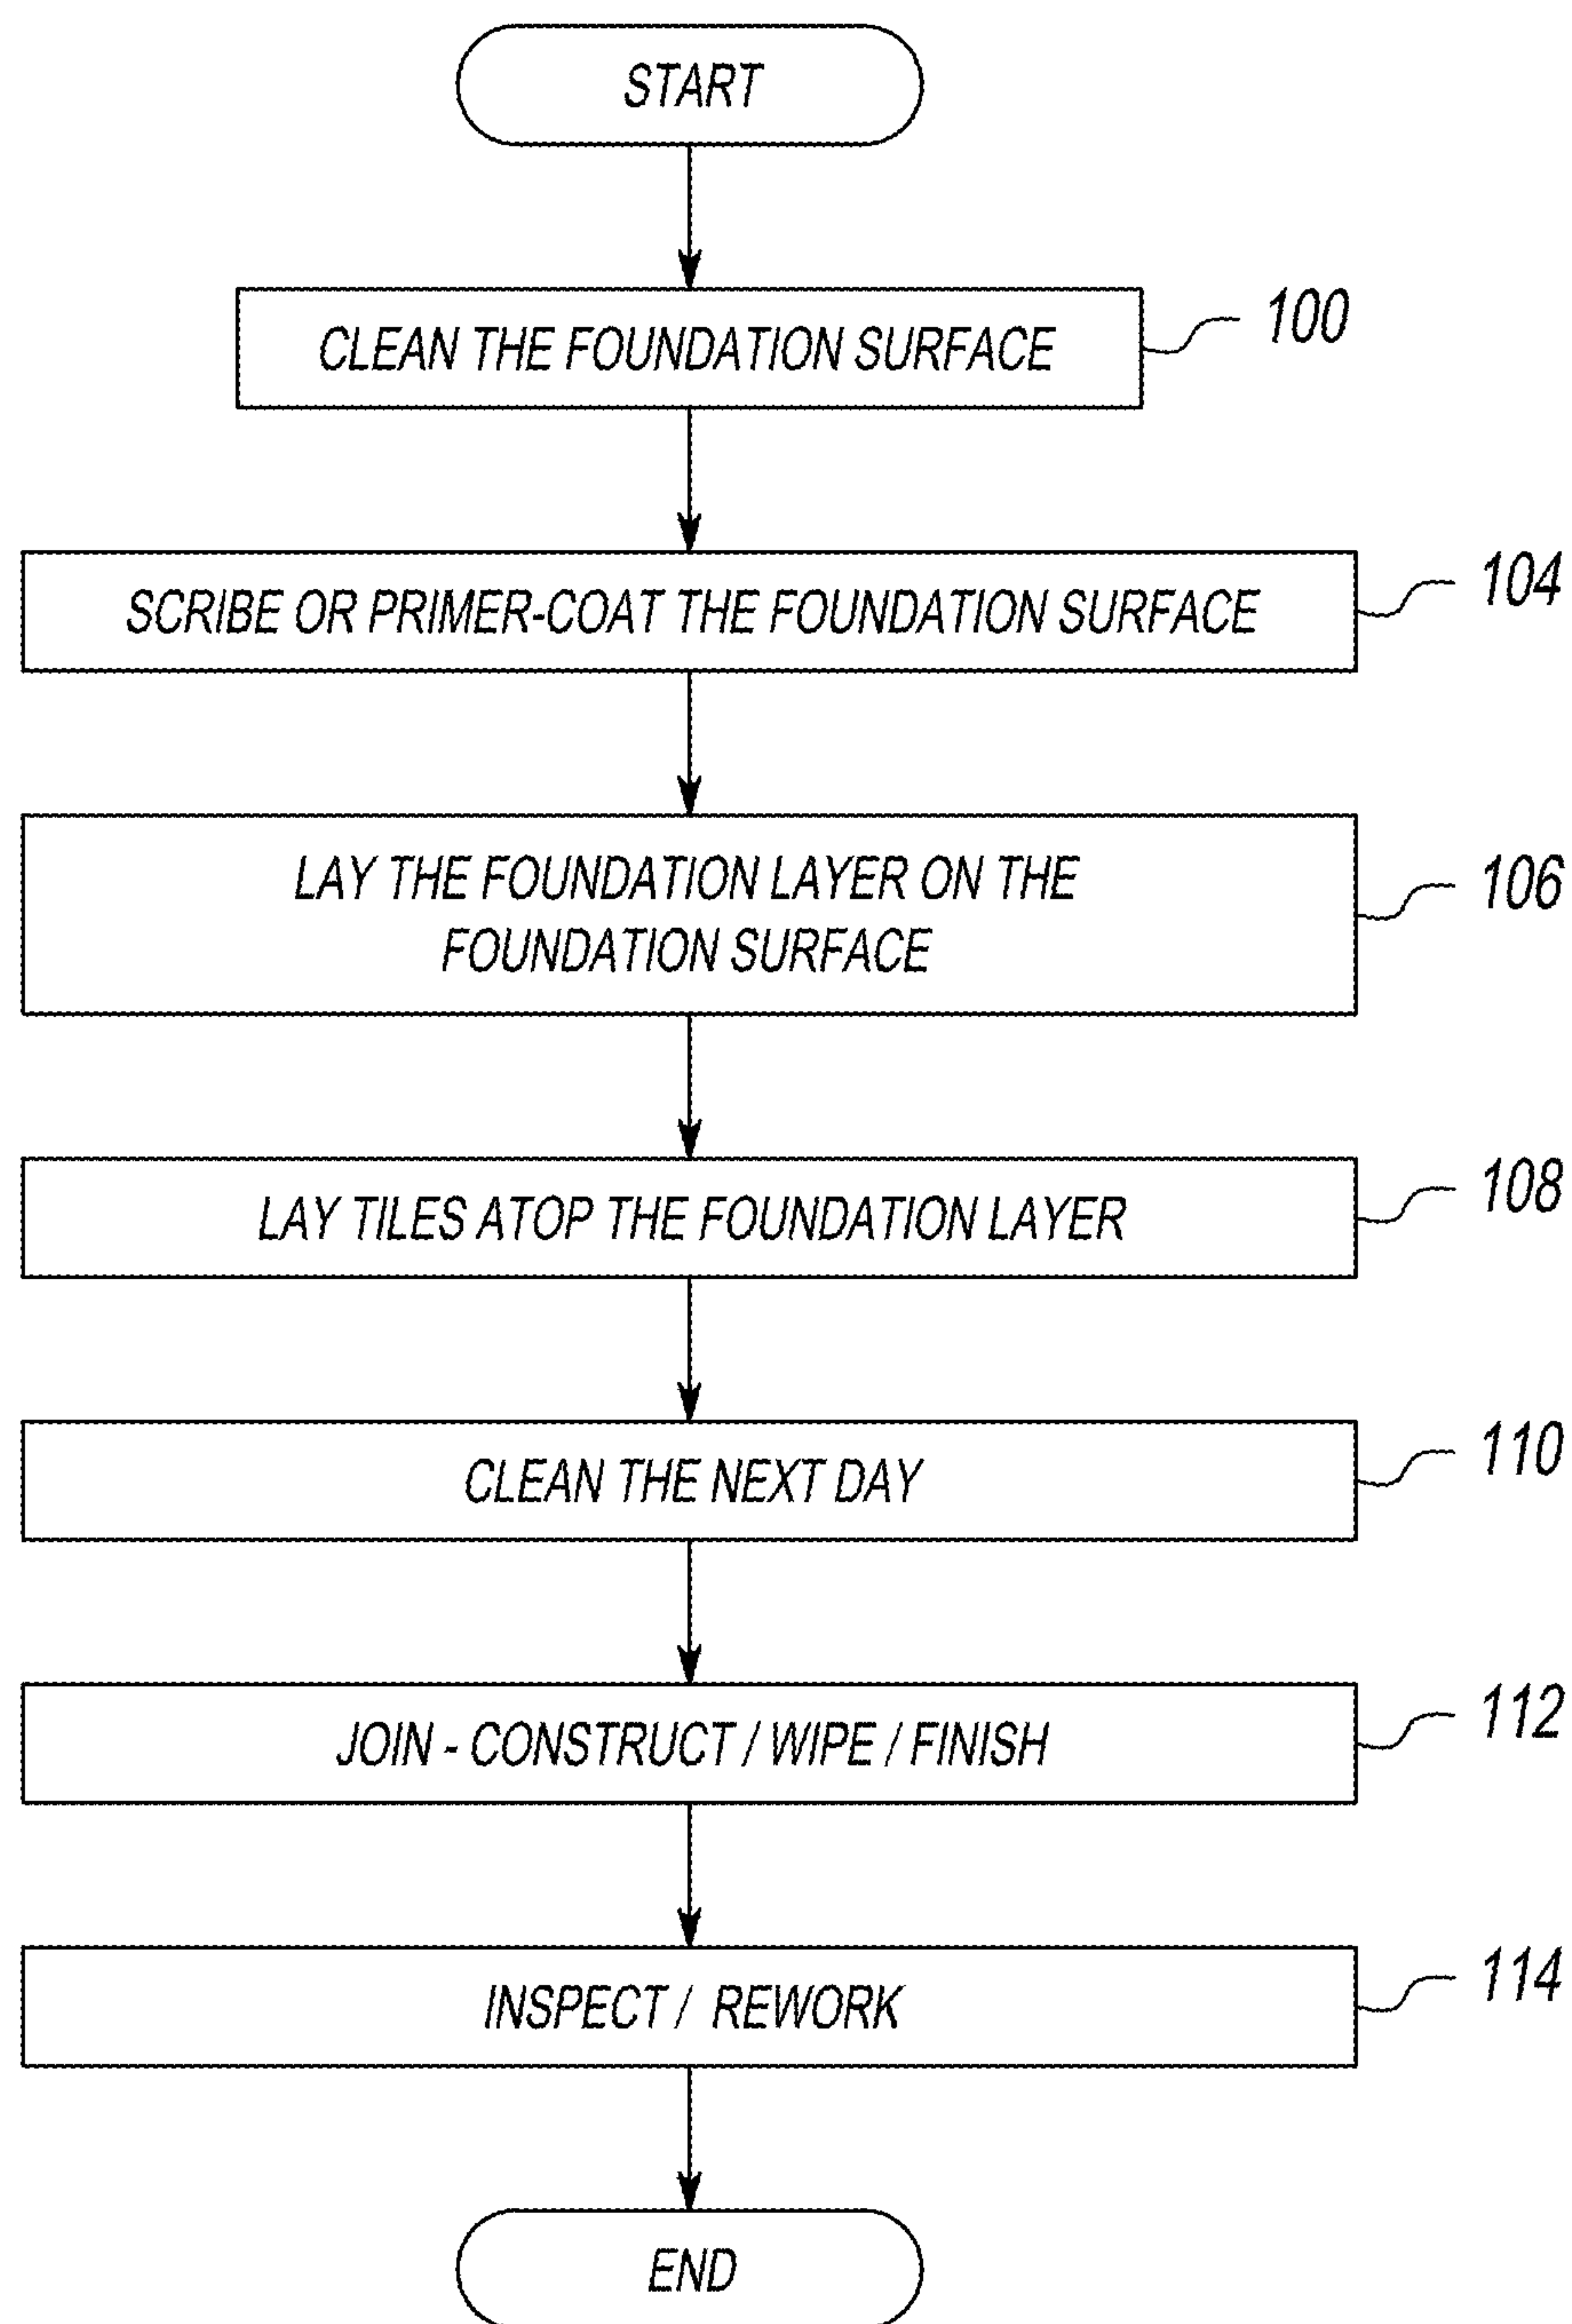 START
CLEAN THE FOUNDATION SURFACE
100
SCRIBE OR PRIMER-COAT THE FOUNDATION SURFACE
104
LAY THE FOUNDATION LAYER ON THE
FOUNDATION SURFACE
106
LAY TILES ATOP THE FOUNDATION LAYER
108
CLEAN THE NEXT DAY
110
JOIN - CONSTRUCT / WIPE / FINISH
112
INSPECT / REWORK
114
END